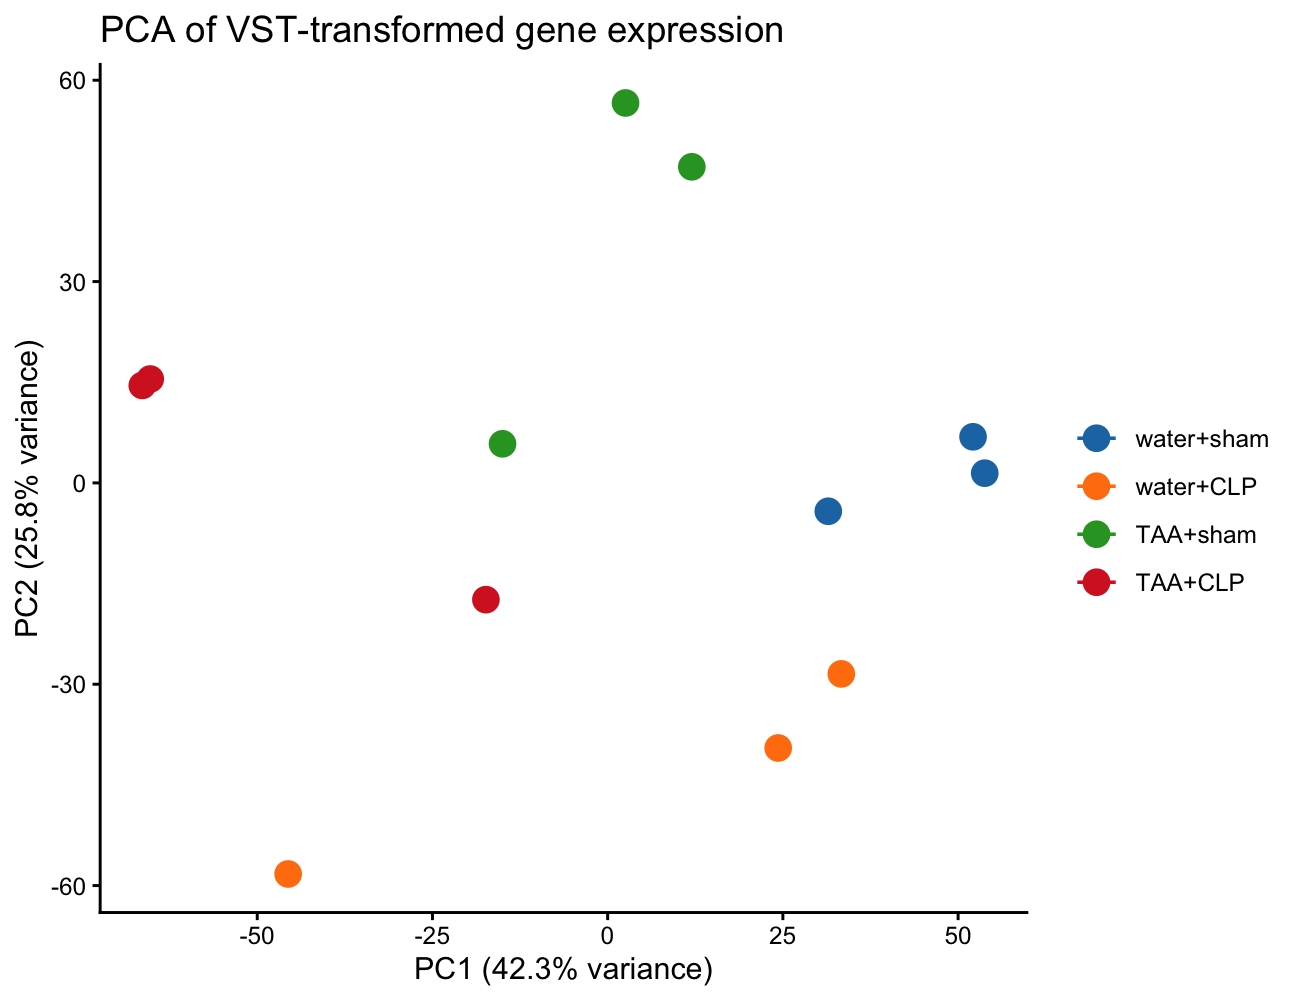 PCA of VST-transformed gene expression
60
30
0
-30
-60
PC2 (25.8% variance)
-50
-25
0
25
50
PC1 (42.3% variance)
water+sham
water+CLP
TAA+sham
TAA+CLP